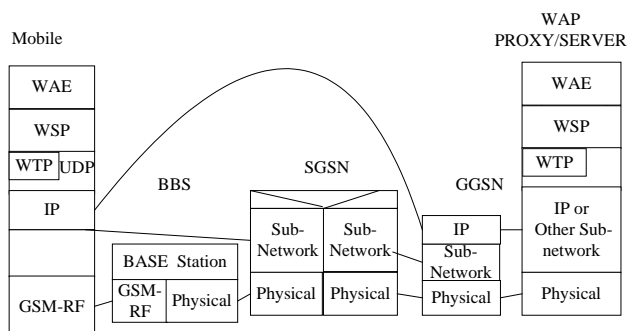 WAP
PROXY/SERVER
Mobile
WAE
WSP
WTP UDP
IP
GSM-RF
BBS
BASE Station
GSM-
RF
Physical
SGSN
Sub-
Network
Sub-
Network
Physical
Physical
GGSN
IP
Sub-
Network
Physical
WAE
WSP
WTP
IP or
Other Sub-
network
Physical